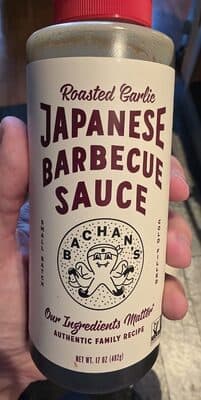 Roasted Garlic
JAPANESE
BARBECUE
SAUCE
SMALL BATCH
COLD FILLED
BACHAN'S
Our Ingredients Matter™
AUTHENTIC FAMILY RECIPE
NET WT. 17 OZ (482g)